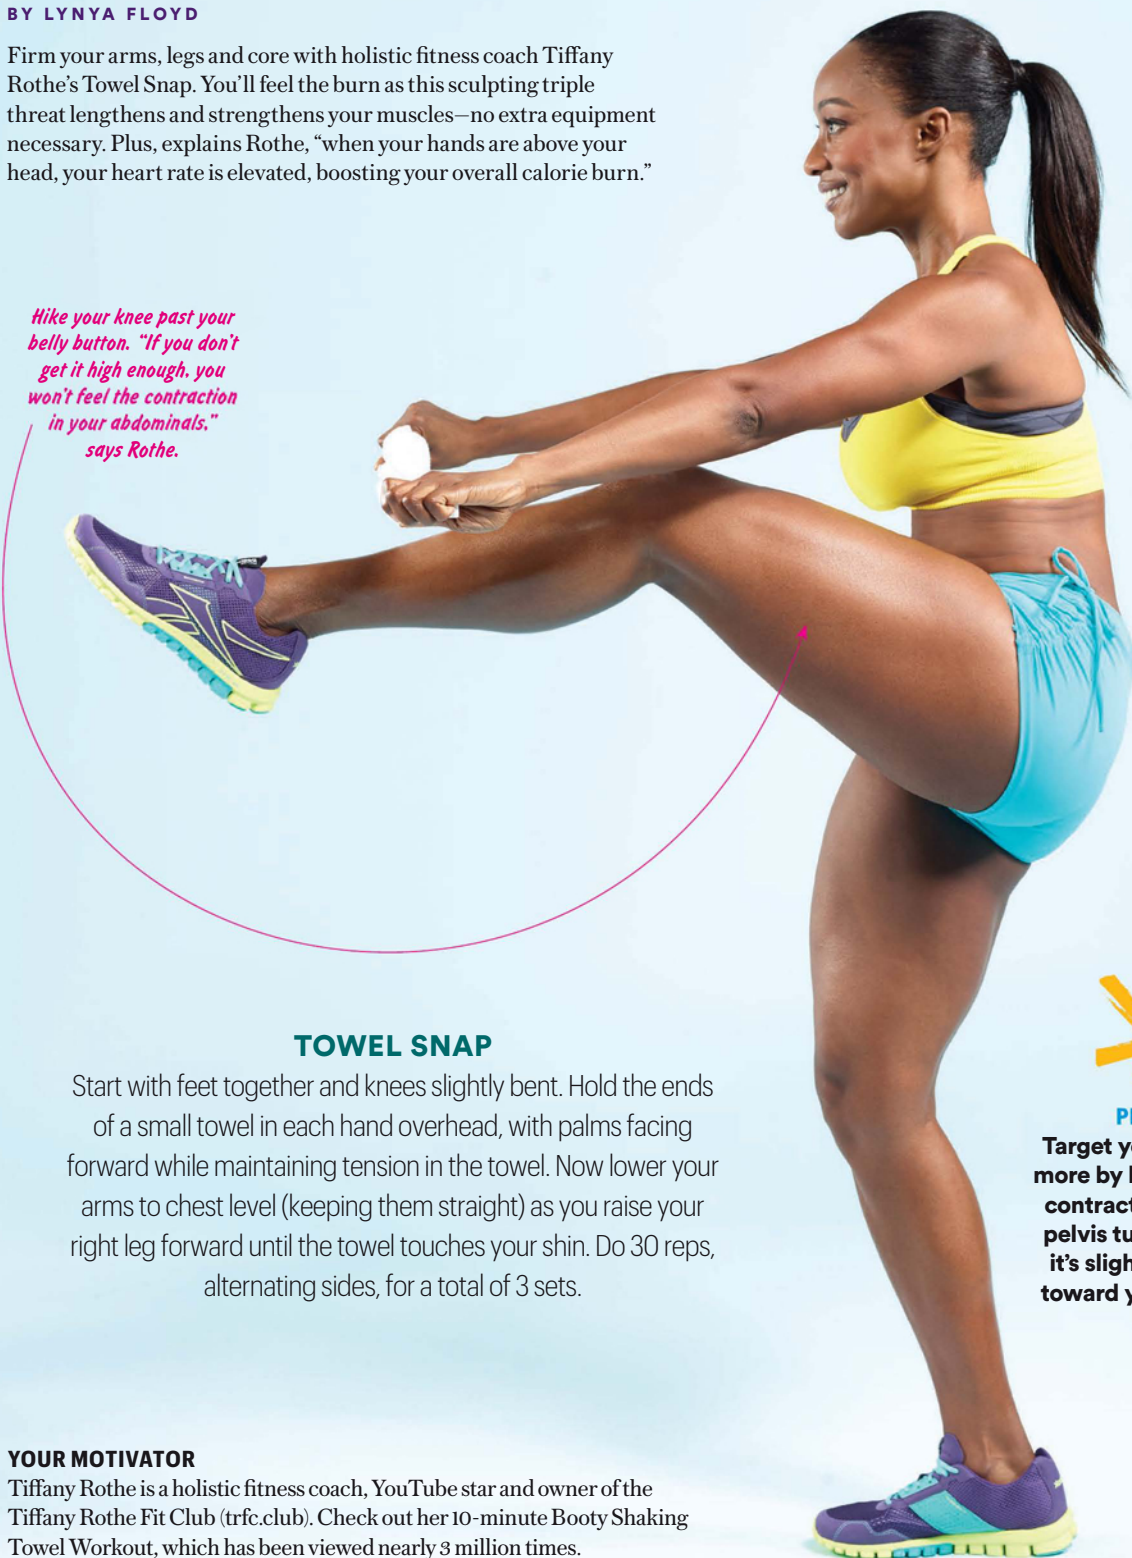 BY LYNYA FLOYD
Firm your arms, legs and core with holistic fitness coach Tiffany
Rothe’s Towel Snap. You’ll feel the burn as this sculpting triple
threat lengthens and strengthens your muscles—no extra equipment
necessary. Plus, explains Rothe, “when your hands are above your
head, your heart rate is elevated, boosting your overall calorie burn.”
Hike your knee past your
belly button. “If you don’t
get it high enough, you
won’t feel the contraction
in your abdominals,”
says Rothe.
TOWEL SNAP
Start with feet together and knees slightly bent. Hold the ends
of a small towel in each hand overhead, with palms facing
forward while maintaining tension in the towel. Now lower your
arms to chest level (keeping them straight) as you raise your
right leg forward until the towel touches your shin. Do 30 reps,
alternating sides, for a total of 3 sets.
Target
more by
contract
pelvis tu
it’s sligh
toward
YOUR MOTIVATOR
Tiffany Rothe is a holistic fitness coach, YouTube star and owner of the
Tiffany Rothe Fit Club (trfc.club). Check out her 10-minute Booty Shaking
Towel Workout, which has been viewed nearly 3 million times.